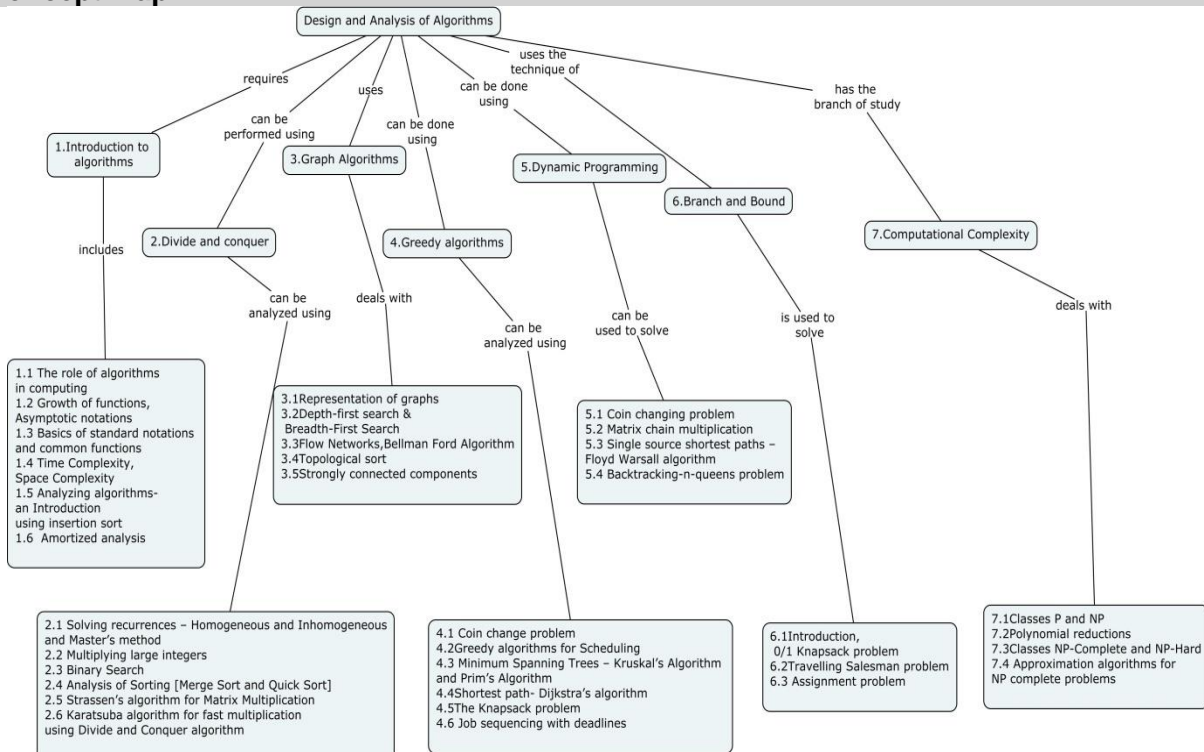 Design and Analysis of Algorithms
requires
can be
performed using
uses
can be done
using
can be done
using
uses the
technique of
has the
branch of study
1.Introduction to
algorithms
2.Divide and conquer
3.Graph Algorithms
4.Greedy algorithms
5.Dynamic Programming
6.Branch and Bound
7.Computational Complexity
includes
can be
analyzed using
deals with
can be
analyzed using
can be
used to solve
is used to
solve
deals with
1.1 The role of algorithms
in computing
1.2 Growth of functions,
Asymptotic notations
1.3 Basics of standard notations
and common functions
1.4 Time Complexity,
Space Complexity
1.5 Analyzing algorithms-
an Introduction
using insertion sort
1.6 Amortized analysis
2.1 Solving recurrences – Homogeneous and Inhomogeneous
and Master's method
2.2 Multiplying large integers
2.3 Binary Search
2.4 Analysis of Sorting [Merge Sort and Quick Sort]
2.5 Strassen's algorithm for Matrix Multiplication
2.6 Karatsuba algorithm for fast multiplication
using Divide and Conquer algorithm
3.1Representation of graphs
3.2Depth-first search &
Breadth-First Search
3.3Flow Networks,Bellman Ford Algorithm
3.4Topological sort
3.5Strongly connected components
4.1 Coin change problem
4.2Greedy algorithms for Scheduling
4.3 Minimum Spanning Trees – Kruskal's Algorithm
and Prim's Algorithm
4.4Shortest path- Dijkstra's algorithm
4.5The Knapsack problem
4.6 Job sequencing with deadlines
5.1 Coin changing problem
5.2 Matrix chain multiplication
5.3 Single source shortest paths –
Floyd Warsall algorithm
5.4 Backtracking-n-queens problem
6.1Introduction,
0/1 Knapsack problem
6.2Travelling Salesman problem
6.3 Assignment problem
7.1Classes P and NP
7.2Polynomial reductions
7.3Classes NP-Complete and NP-Hard
7.4 Approximation algorithms for
NP complete problems